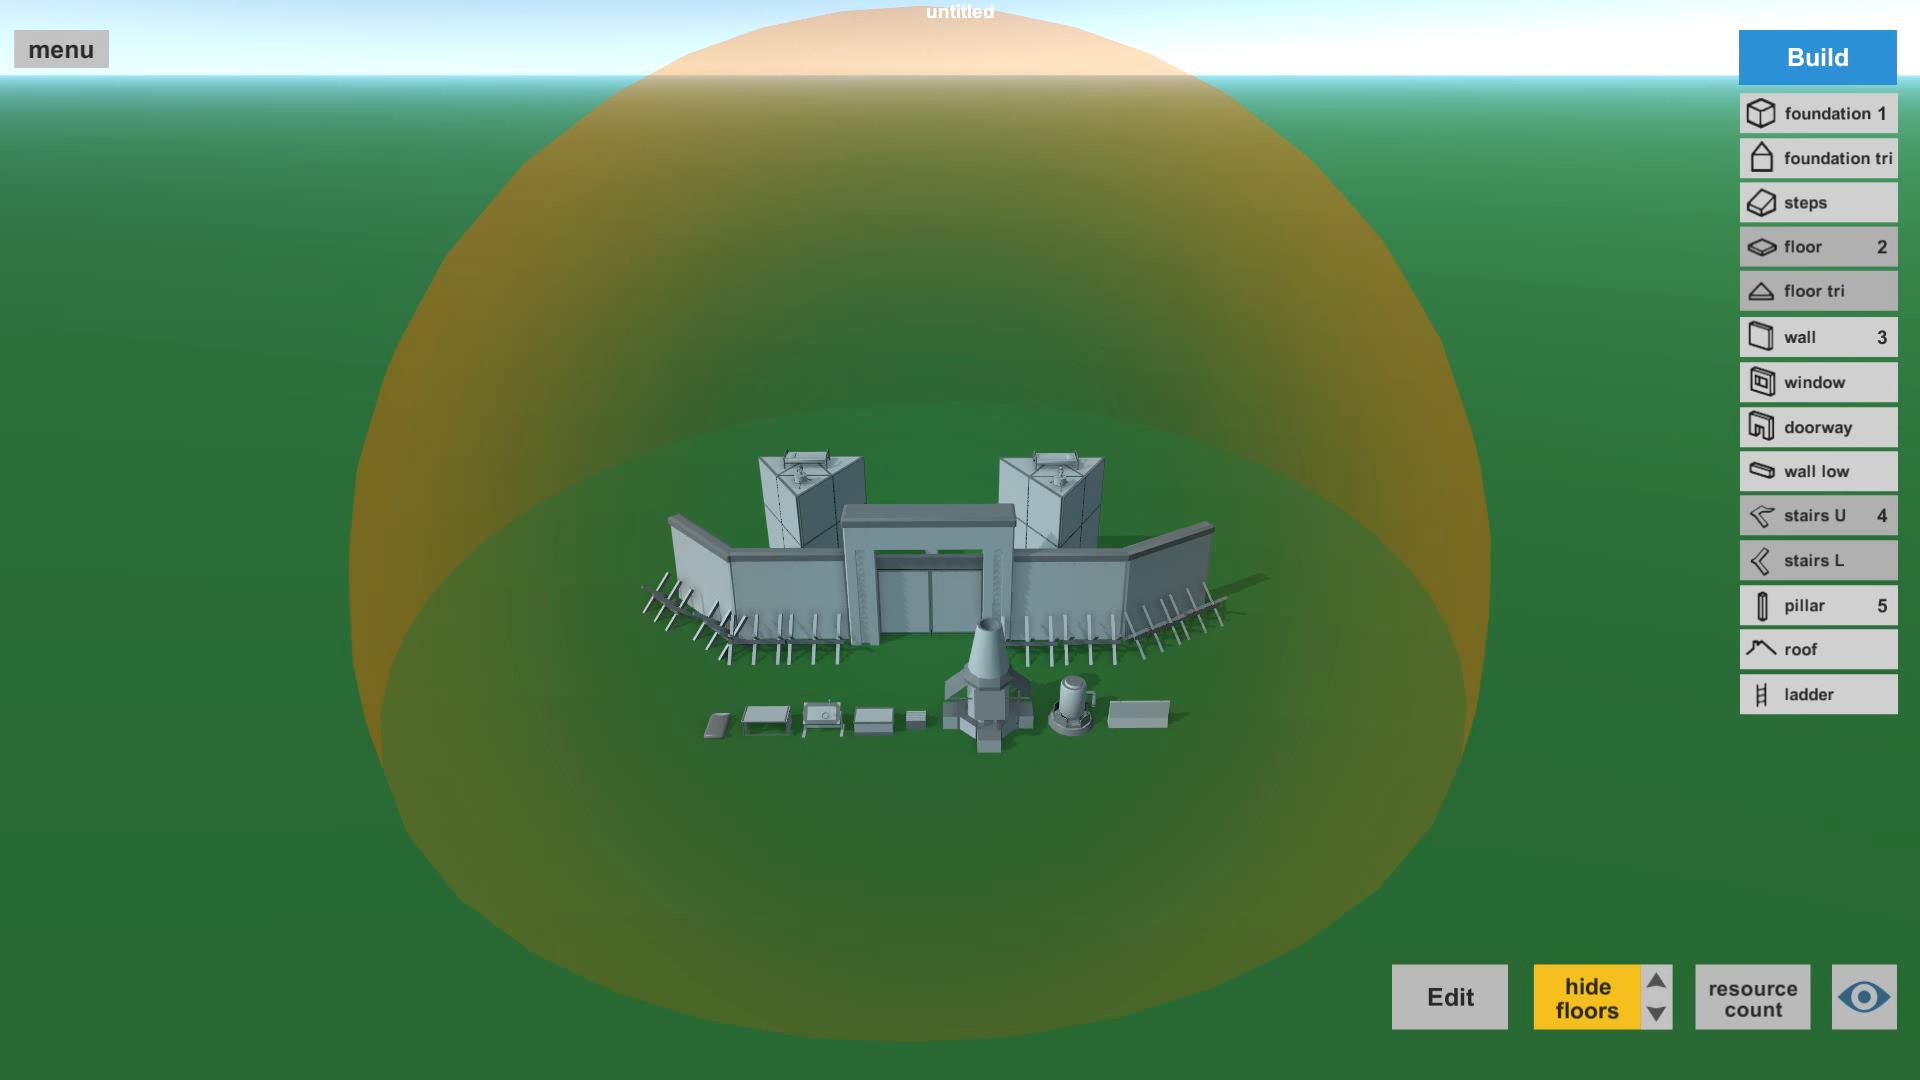 untitled
menu
Build
foundation 1
foundation tri
steps
floor 2
floor tri
wall 3
window
doorway
wall low
stairs U 4
stairs L
pillar 5
roof
ladder
Edit
hide
floors
resource
count